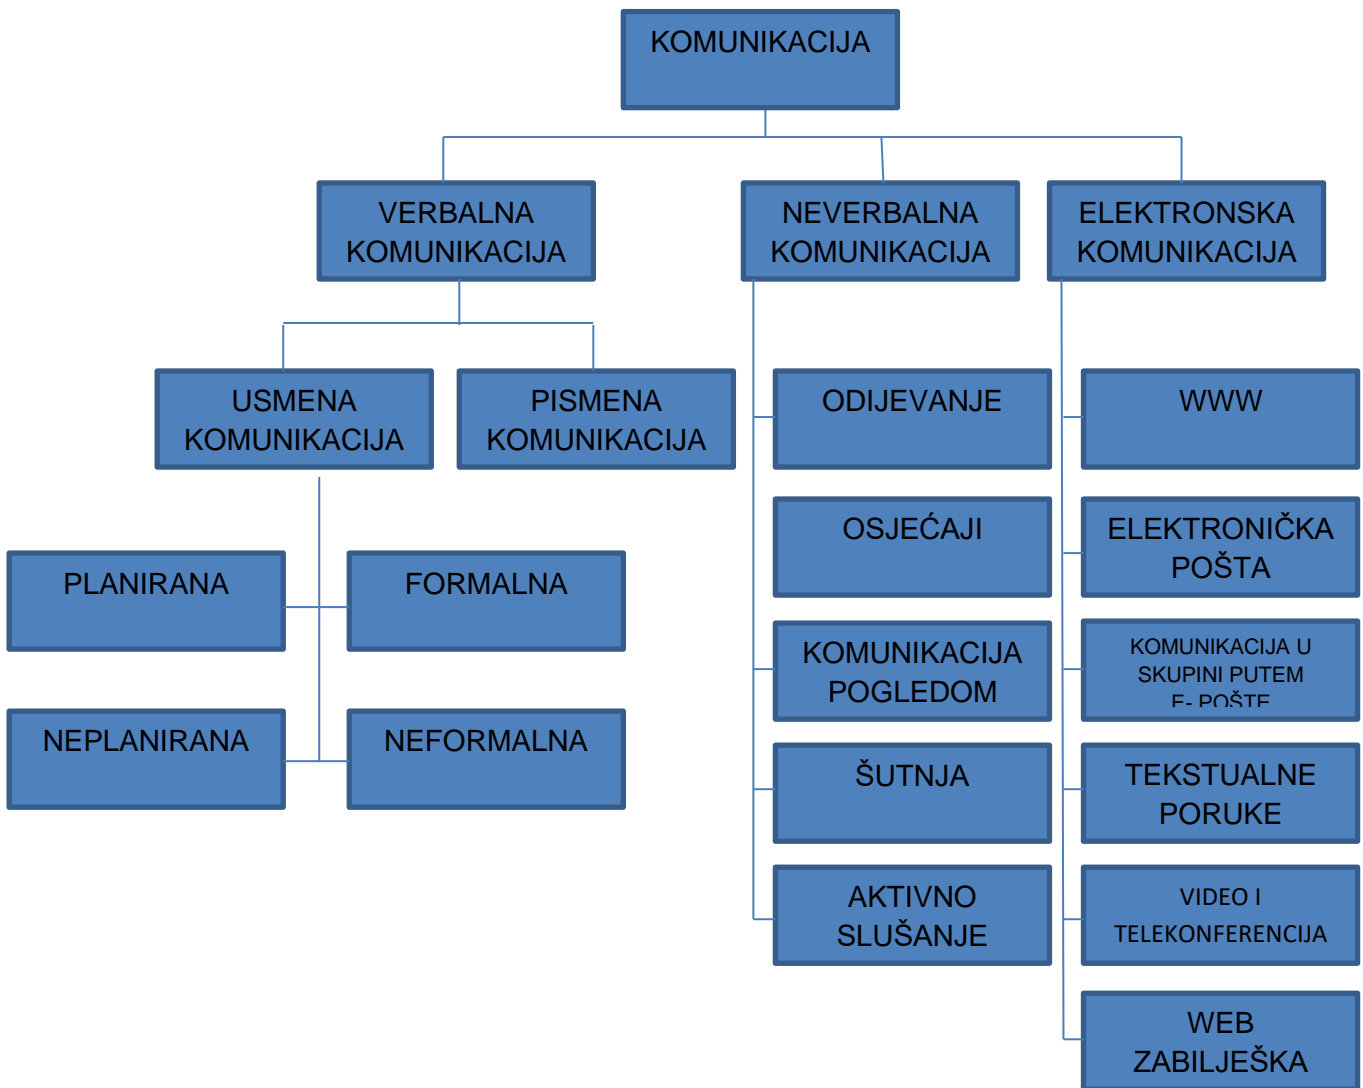 KOMUNIKACIJA
VERBALNA
KOMUNIKACIJA
NEVERBALNA
KOMUNIKACIJA
ELEKTRONSKA
KOMUNIKACIJA
USMENA
KOMUNIKACIJA
PISMENA
KOMUNIKACIJA
PLANIRANA
FORMALNA
NEPLANIRANA
NEFORMALNA
ODIJEVANJE
OSJEĆAJI
KOMUNIKACIJA
POGLEDOM
ŠUTNJA
AKTIVNO
SLUŠANJE
WWW
ELEKTRONIČKA
POŠTA
KOMUNIKACIJA U
SKUPINI PUTEM
E- POŠTE
TEKSTUALNE
PORUKE
VIDEO I
TELEKONFERENCIJA
WEB
ZABILJEŠKA